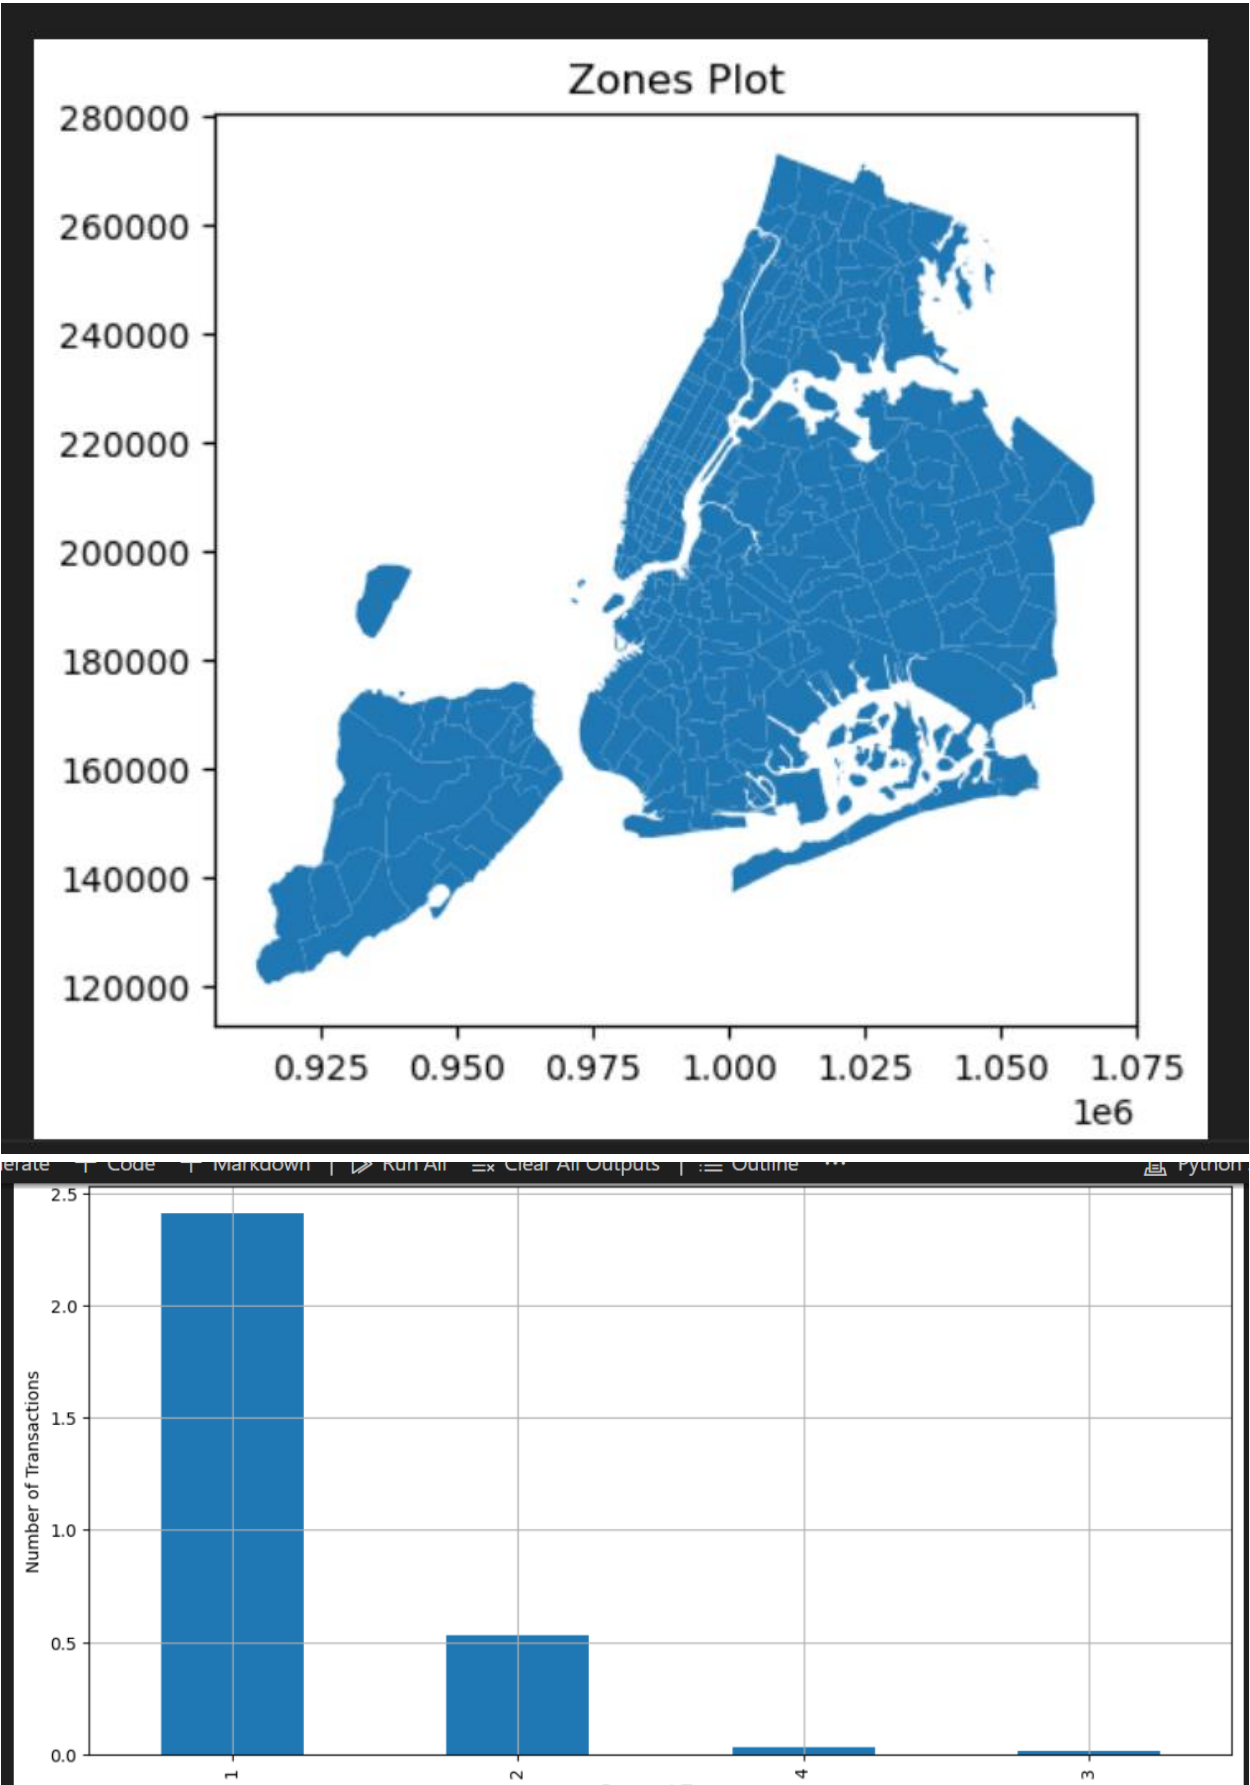 Zones Plot
280000
260000
240000
220000
200000
180000
160000
140000
120000
0.925 0.950 0.975 1.000 1.025 1.050 1.075
1e6
Code Markdown Run All Clear All Outputs Outline ... Python
2.5
2.0
1.5
1.0
0.5
0.0
Number of Transactions
1 2 4 3